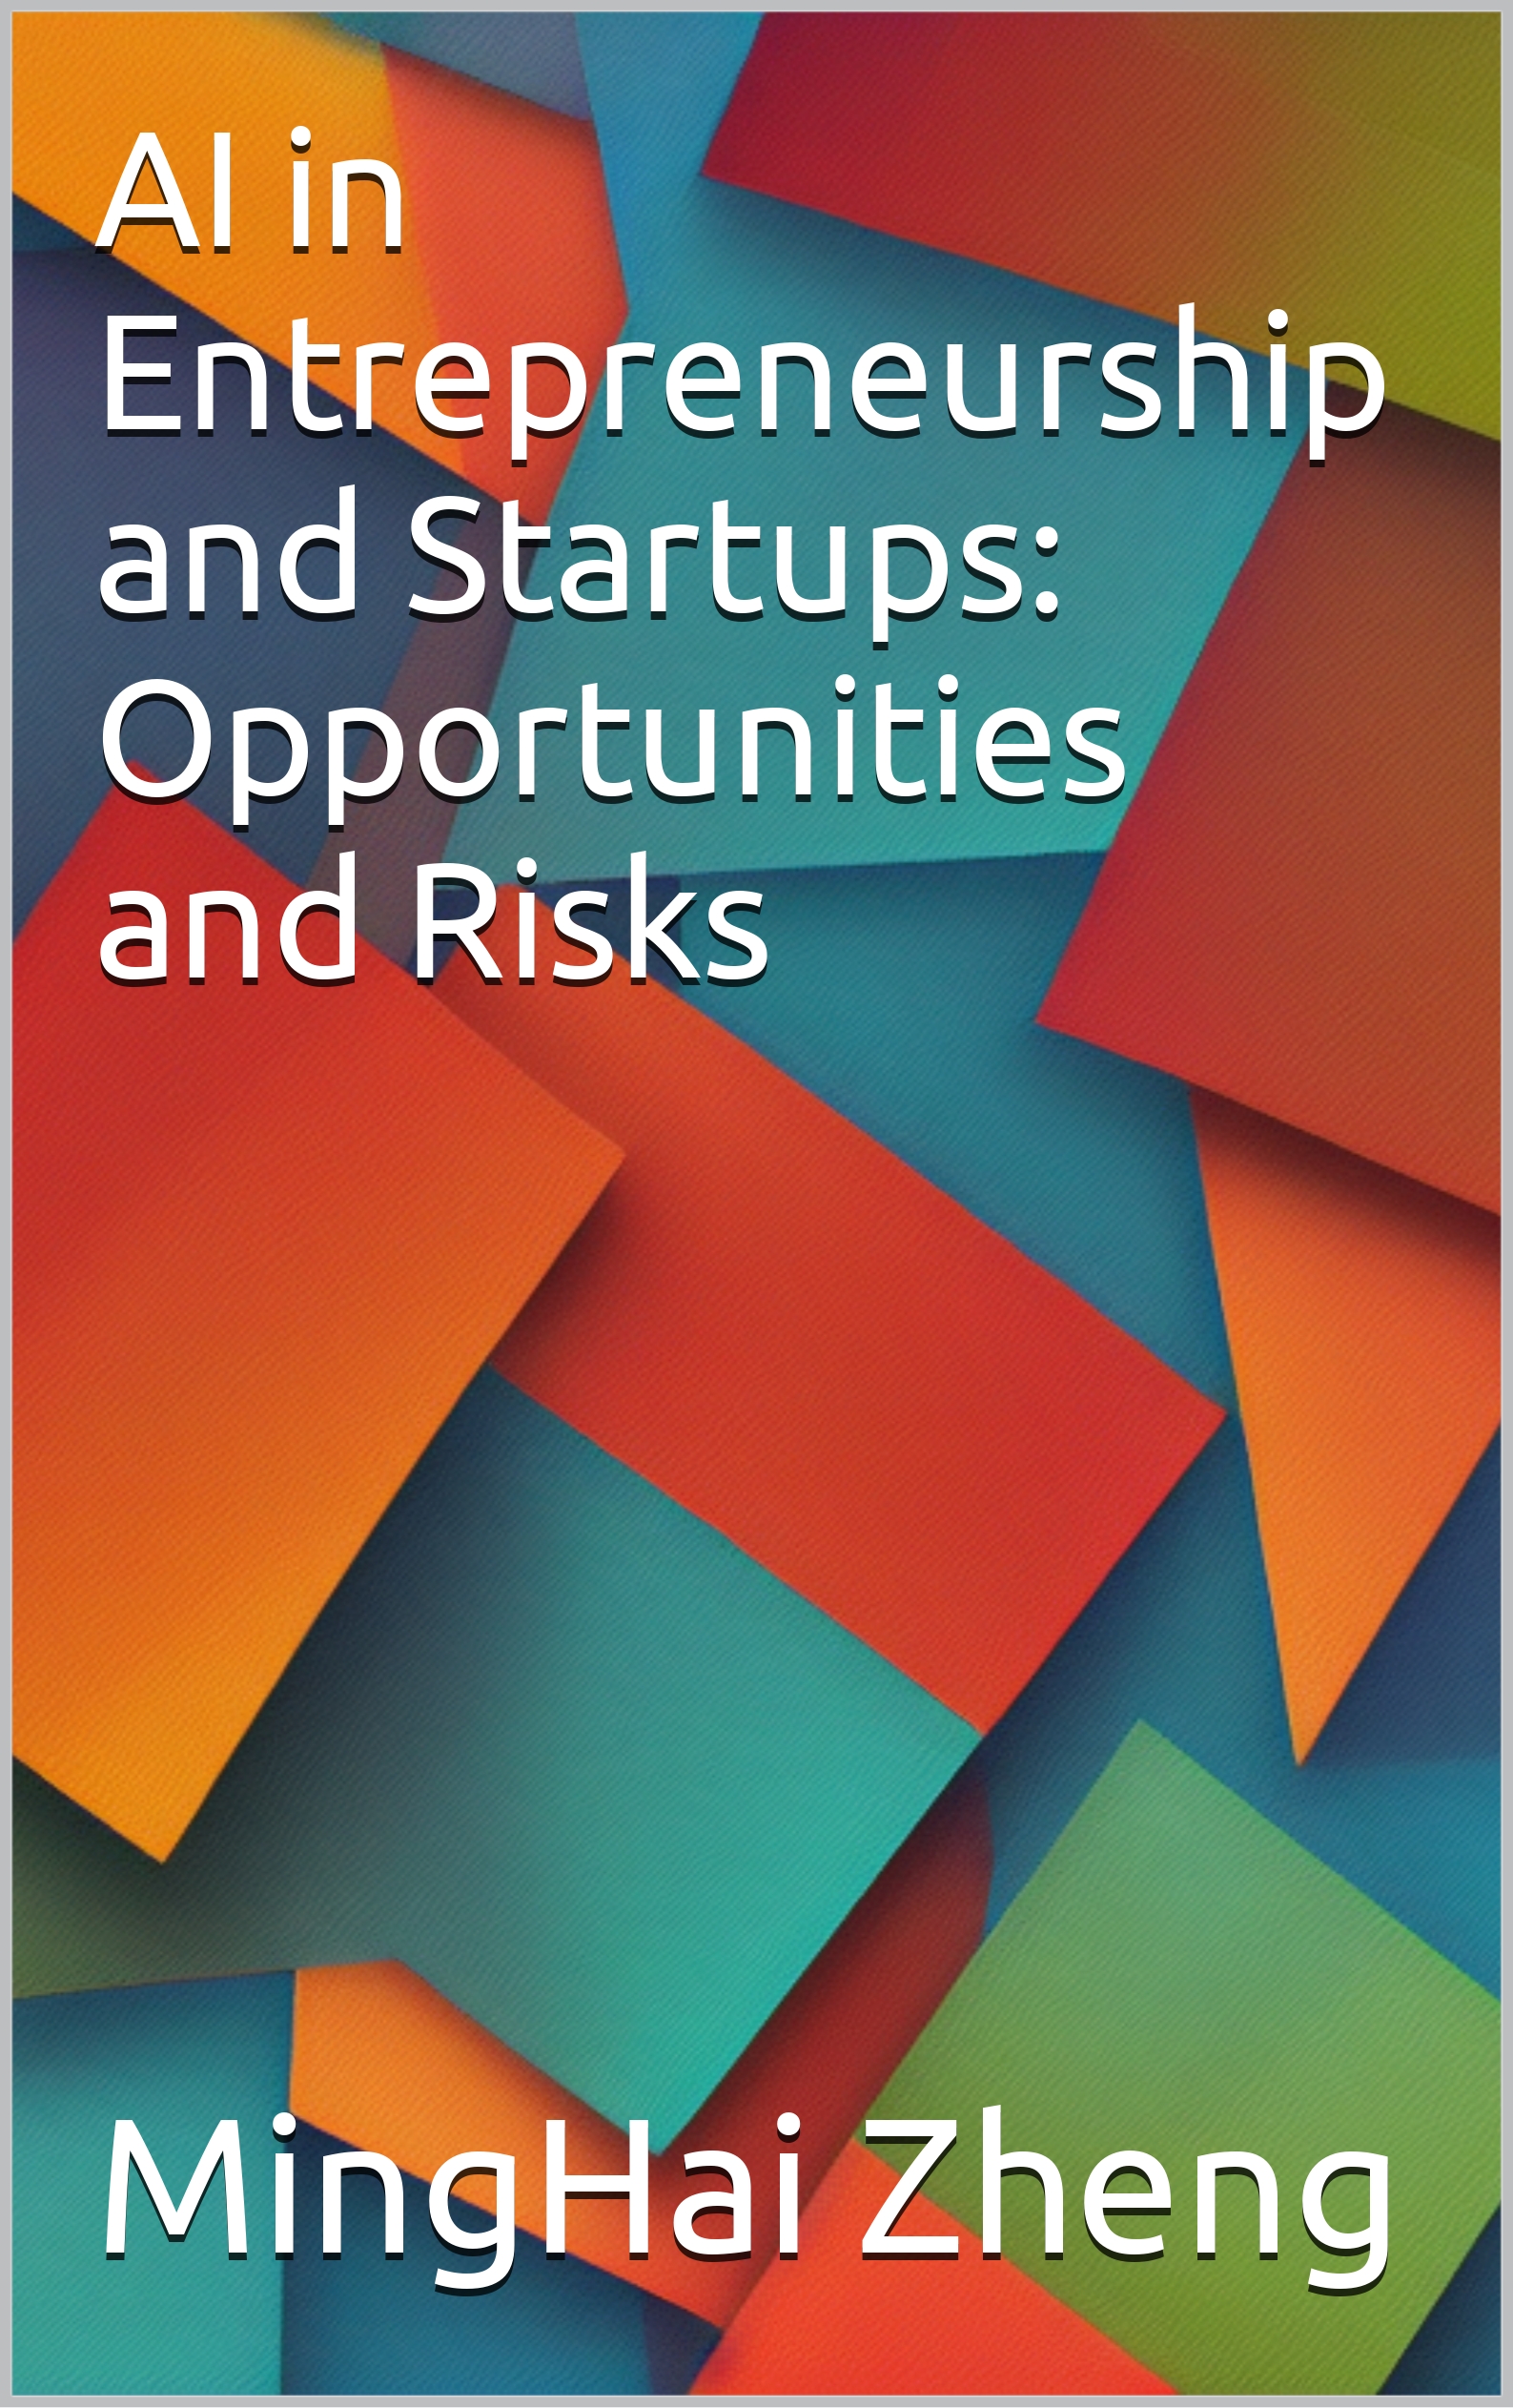 AI in
Entrepreneurship
and Startups:
Opportunities
and Risks
MingHai Zheng